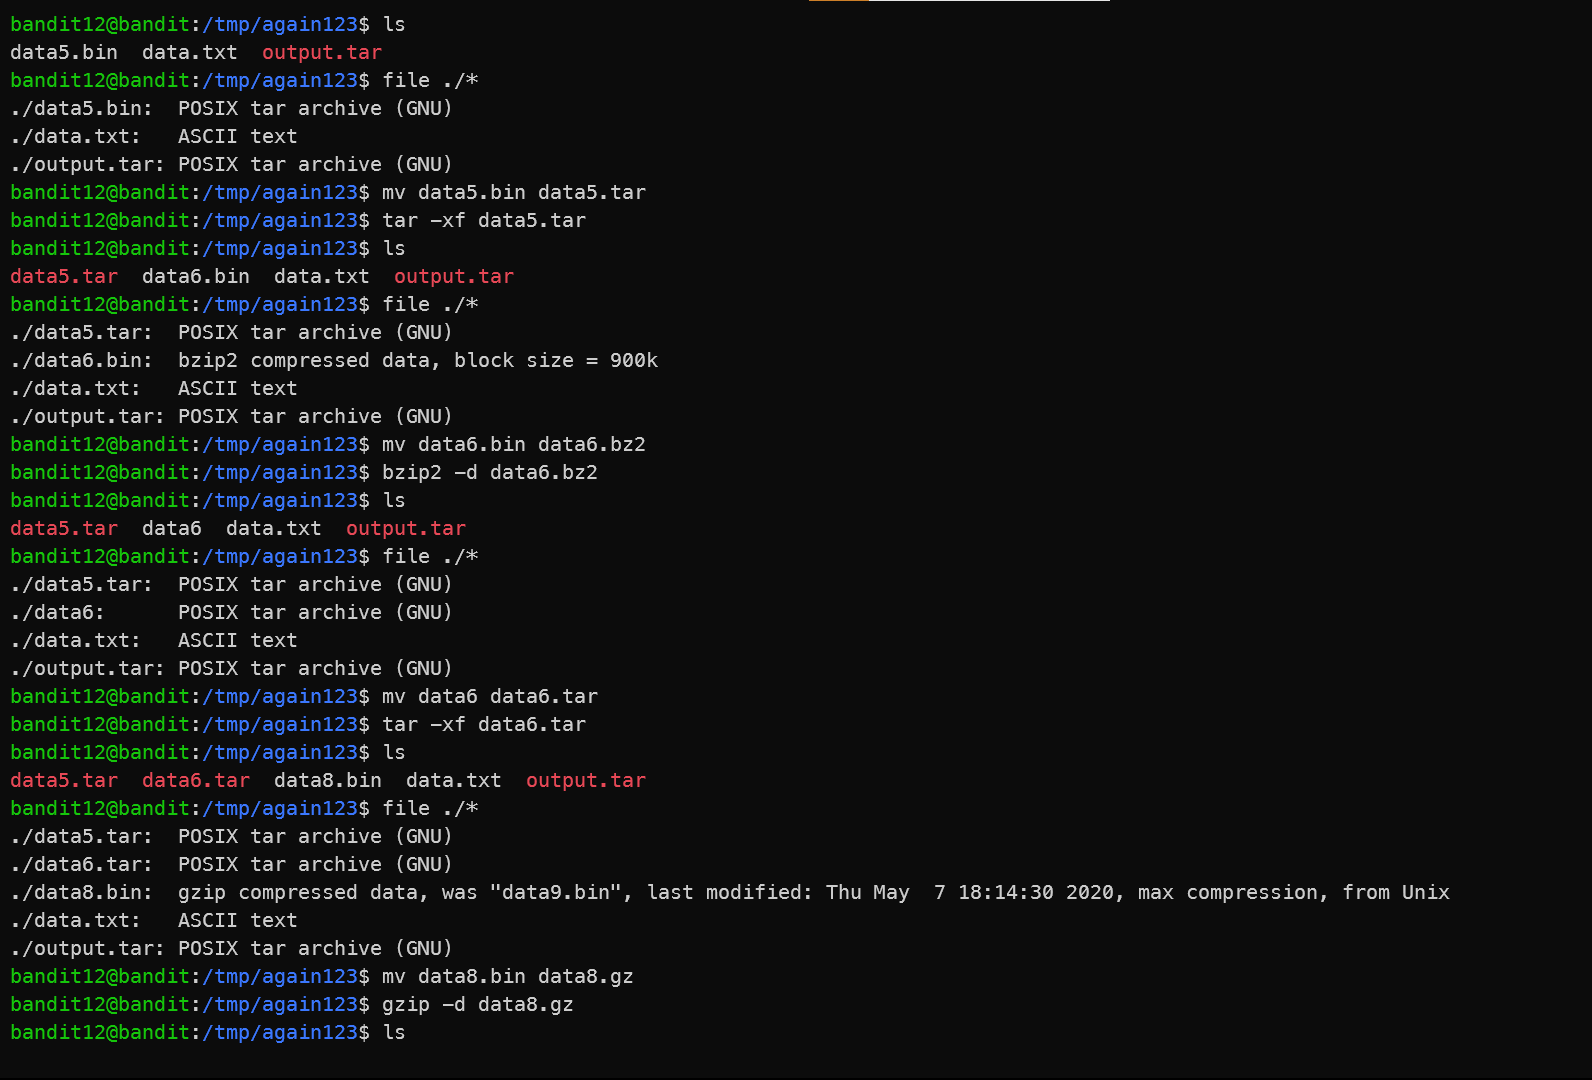 bandit12@bandit:/tmp/again123$ ls
data5.bin  data.txt  output.tar
bandit12@bandit:/tmp/again123$ file ./*
./data5.bin:  POSIX tar archive (GNU)
./data.txt:   ASCII text
./output.tar: POSIX tar archive (GNU)
bandit12@bandit:/tmp/again123$ mv data5.bin data5.tar
bandit12@bandit:/tmp/again123$ tar -xf data5.tar
bandit12@bandit:/tmp/again123$ ls
data5.tar  data6.bin  data.txt  output.tar
bandit12@bandit:/tmp/again123$ file ./*
./data5.tar:  POSIX tar archive (GNU)
./data6.bin:  bzip2 compressed data, block size = 900k
./data.txt:   ASCII text
./output.tar: POSIX tar archive (GNU)
bandit12@bandit:/tmp/again123$ mv data6.bin data6.bz2
bandit12@bandit:/tmp/again123$ bzip2 -d data6.bz2
bandit12@bandit:/tmp/again123$ ls
data5.tar  data6  data.txt  output.tar
bandit12@bandit:/tmp/again123$ file ./*
./data5.tar:  POSIX tar archive (GNU)
./data6:      POSIX tar archive (GNU)
./data.txt:   ASCII text
./output.tar: POSIX tar archive (GNU)
bandit12@bandit:/tmp/again123$ mv data6 data6.tar
bandit12@bandit:/tmp/again123$ tar -xf data6.tar
bandit12@bandit:/tmp/again123$ ls
data5.tar  data6.tar  data8.bin  data.txt  output.tar
bandit12@bandit:/tmp/again123$ file ./*
./data5.tar:  POSIX tar archive (GNU)
./data6.tar:  POSIX tar archive (GNU)
./data8.bin:  gzip compressed data, was "data9.bin", last modified: Thu May  7 18:14:30 2020, max compression, from Unix
./data.txt:   ASCII text
./output.tar: POSIX tar archive (GNU)
bandit12@bandit:/tmp/again123$ mv data8.bin data8.gz
bandit12@bandit:/tmp/again123$ gzip -d data8.gz
bandit12@bandit:/tmp/again123$ ls